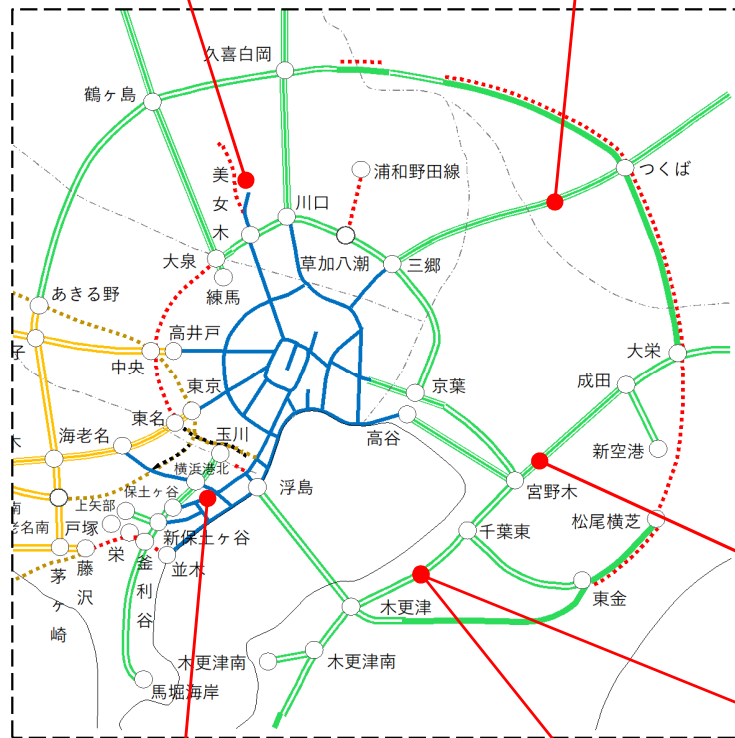 久喜白岡
鶴ヶ島
つくば
浦和野田線
美女木
川口
草加八潮
大泉
三郷
練馬
あきる野
高井戸
中央
子
大栄
東京
京葉
成田
東名
玉川
高谷
海老名
木
新空港
横浜港北
宮野木
保土ヶ谷
浮島
上矢部
南
松尾横芝
老名南
戸塚
新保土ヶ谷
千葉東
栄
釜利谷
並木
藤沢
茅ヶ崎
東金
木更津
木更津南
木更津南
馬堀海岸